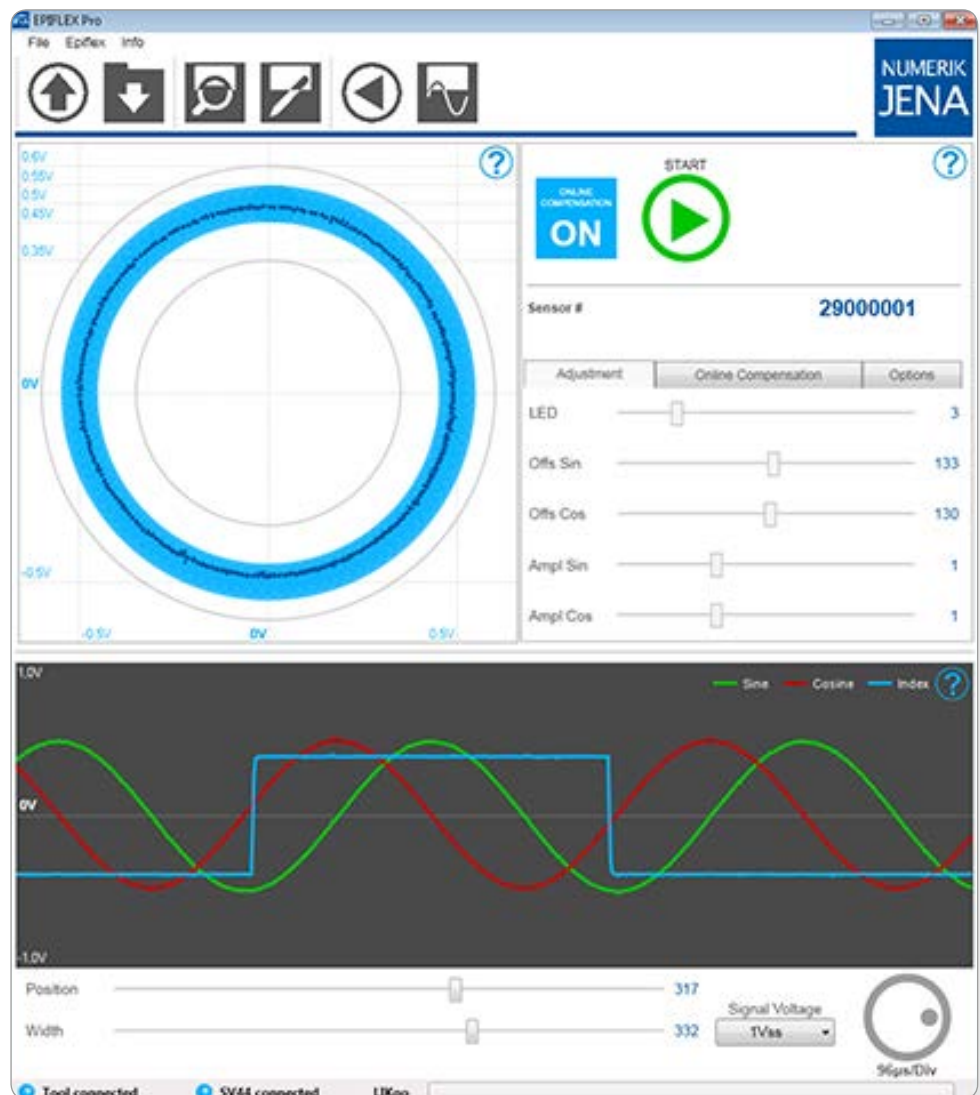 EPIFLEX Pro
File Epiflex Info
NUMERIK
JENA
0.6V
0.55V
0.5V
0.45V
0.35V
0V
-0.5V
-0.5V 0V 0.5V
?
START
ONLINE
COMPENSATION
ON
?
Sensor # 29000001
Adjustment Online Compensation Options
LED 3
Offs Sin 133
Offs Cos 130
Ampl Sin 1
Ampl Cos 1
1.0V
Sine Cosine Index ?
0V
-1.0V
Position 317
Width 332
Signal Voltage
1Vss
96µs/Div
Tool connected SV44 connected